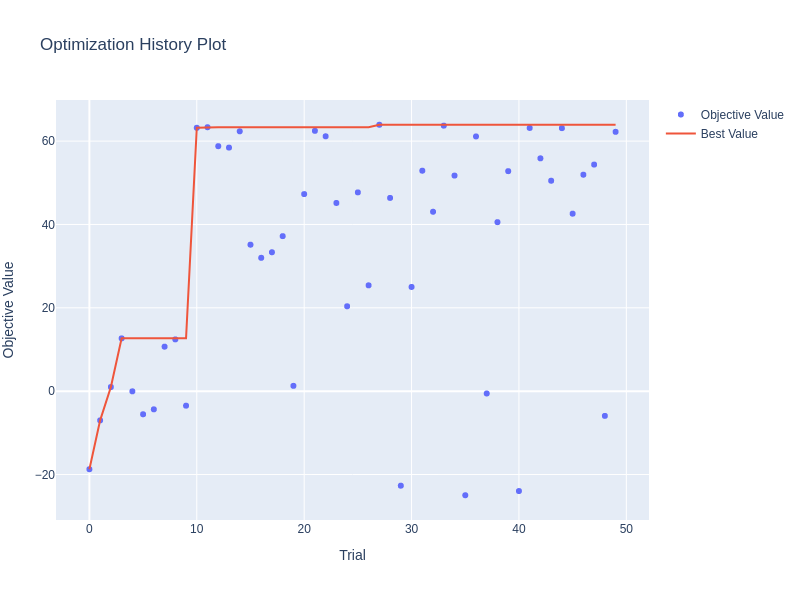 Optimization History Plot
Objective Value
Best Value
60
40
20
0
−20
0
10
20
30
40
50
Trial
Objective Value